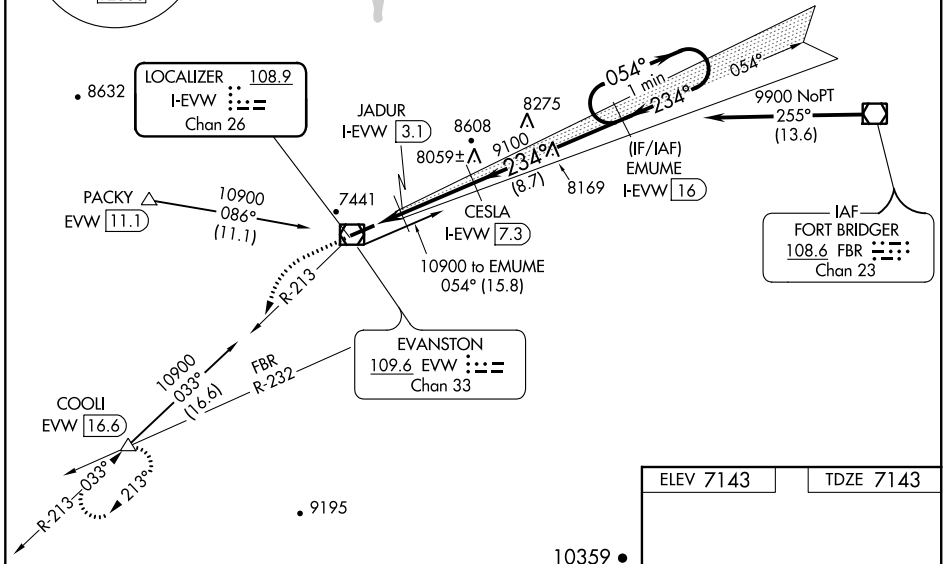 LOCALIZER 108.9
I-EVW
Chan 26
8632
JADUR
I-EVW 3.1
8608
8275
8059±
9100
234°
(8.7)
8169
054°
1 min
234°
054°
(IF/IAF)
EMUME
I-EVW 16
9900 NoPT
255°
(13.6)
IAF
FORT BRIDGER
108.6 FBR
Chan 23
PACKY
EVW 11.1
10900
086°
(11.1)
7441
CESLA
I-EVW 7.3
10900 to EMUME
054° (15.8)
R-213
EVANSTON
109.6 EVW
Chan 33
10900
033°
(16.6)
FBR
R-232
COOLI
EVW 16.6
R-213
033°
213°
9195
ELEV 7143
TDZE 7143
10359